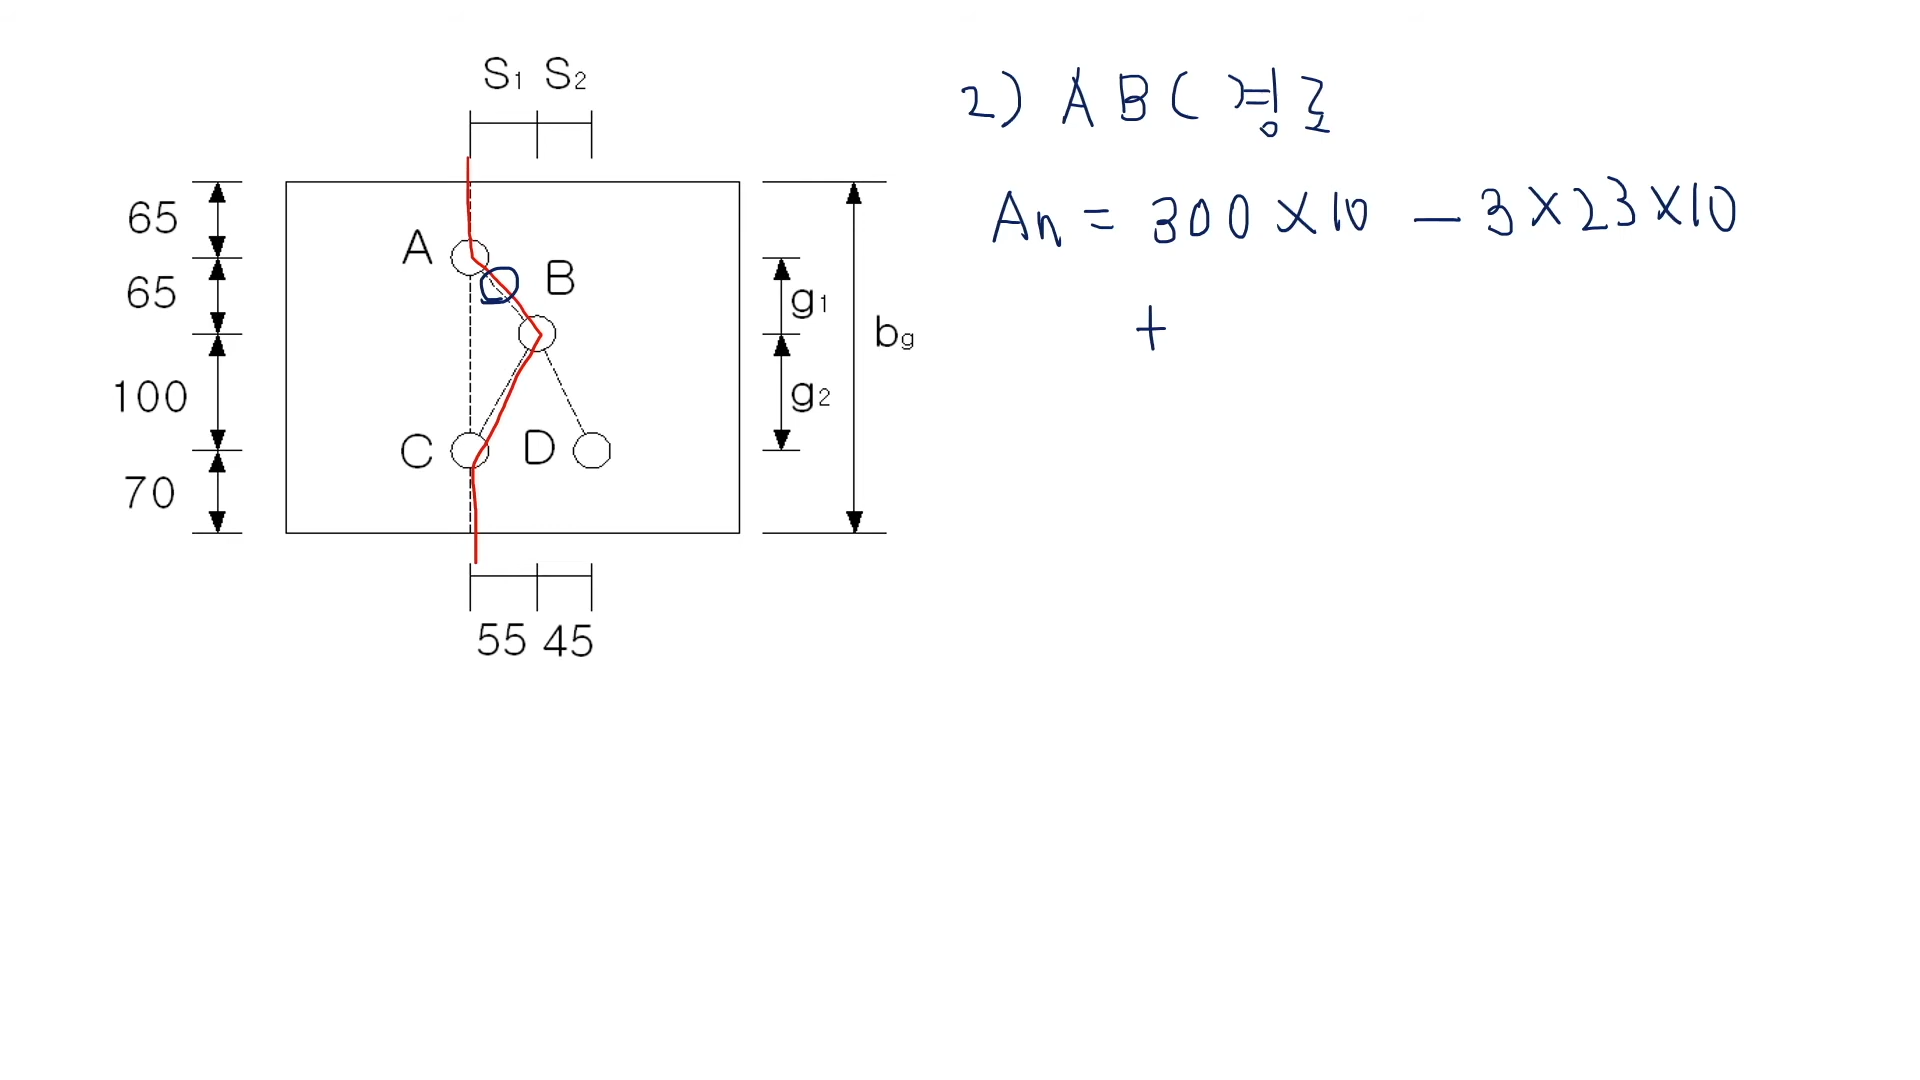 S1 S2
65
A
65
B
g1
bg
100
g2
C D
70
55 45
2) ABC 경로
An = 300 × 10 - 3 × 23 × 10
+